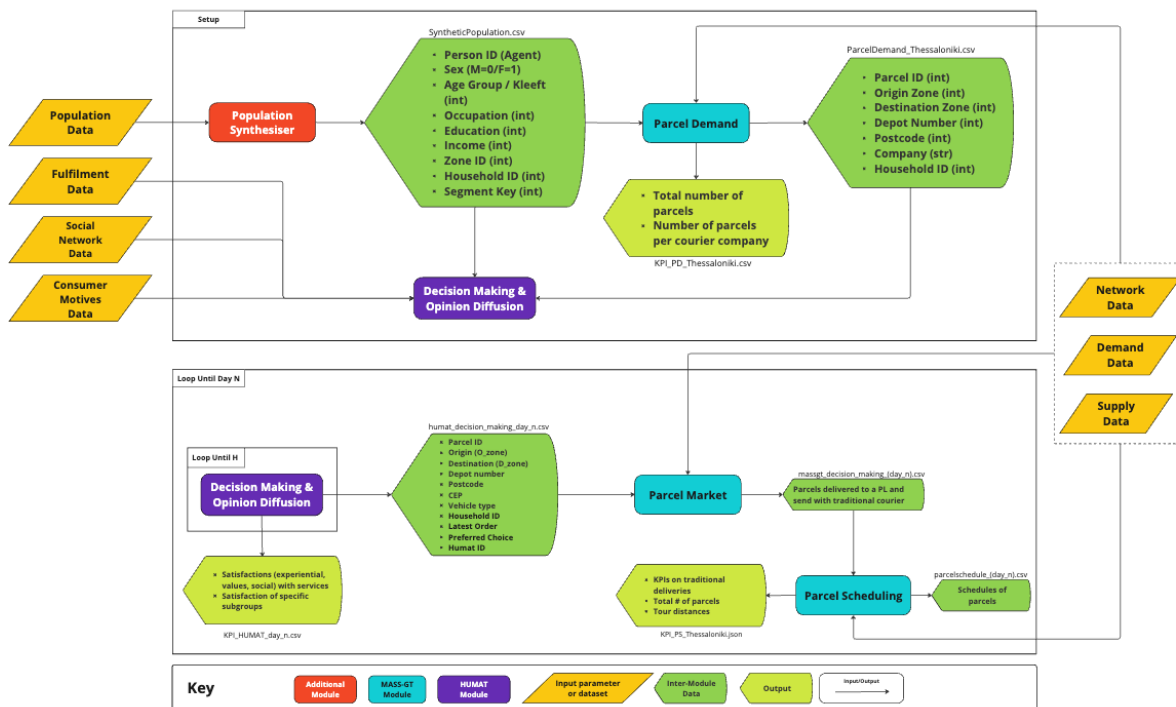 Setup
SyntheticPopulation.csv
Person ID (Agent)
Sex (M=0/F=1)
Age Group / Kleeft
(int)
Occupation (int)
Education (int)
Income (int)
Zone ID (int)
Household ID (int)
Segment Key (int)
ParcelDemand_Thessaloniki.csv
Parcel ID (int)
Origin Zone (int)
Destination Zone (int)
Depot Number (int)
Postcode (int)
Company (str)
Household ID (int)
Population
Data
Population
Synthesiser
Parcel Demand
Fulfilment
Data
Social
Network
Data
Consumer
Motives
Data
Total number of
parcels
Number of parcels
per courier company
KPI_PD_Thessaloniki.csv
Decision Making &
Opinion Diffusion
Network
Data
Demand
Data
Supply
Data
Loop Until Day N
Loop Until H
Decision Making &
Opinion Diffusion
humat_decision_making_day_n.csv
Parcel ID
Origin (O_zone)
Destination (D_zone)
Depot number
Postcode
CEP
Vehicle type
Household ID
Latest Order
Preferred Choice
Humat ID
Parcel Market
massgt_decision_making_(day_n).csv
Parcels delivered to a PL and
send with traditional courier
Satisfactions (experiential,
values, social) with services
Satisfaction of specific
subgroups
KPI_HUMAT_day_n.csv
KPIs on traditional
deliveries
Total # of parcels
Tour distances
KPI_PS_Thessaloniki.json
Parcel Scheduling
parcelschedule_(day_n).csv
Schedules of
parcels
Key
Additional
Module
MASS-GT
Module
HUMAT
Module
Input parameter
or dataset
Inter-Module
Data
Output
Input/Output